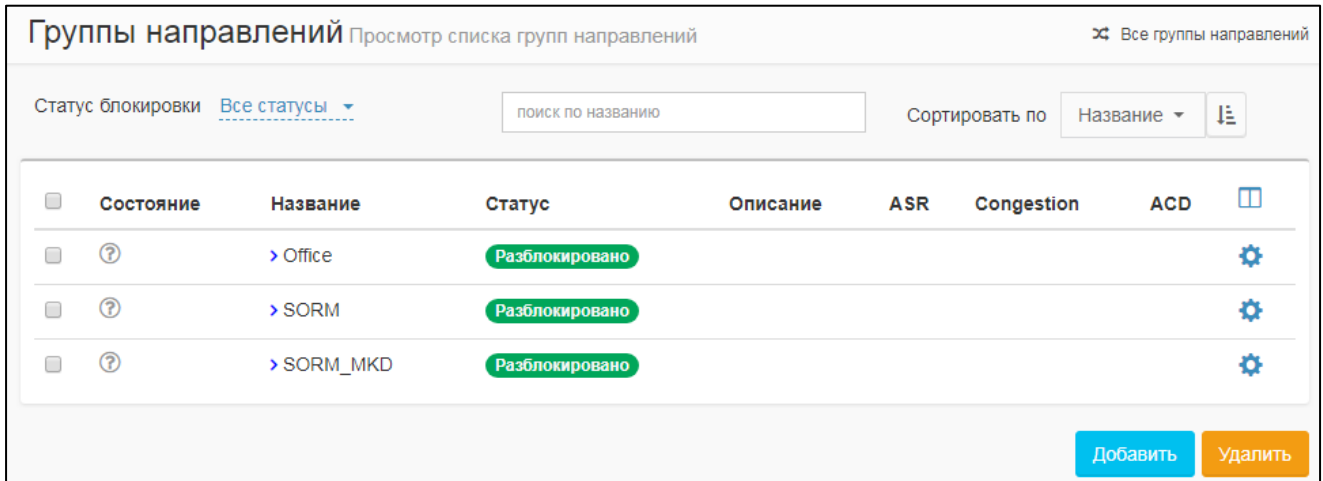 Группы направлений Просмотр списка групп направлений Все группы направлений
Статус блокировки Все статусы поиск по названию Сортировать по Название
Состояние Название Статус Описание ASR Congestion ACD
Office Разблокировано
SORM Разблокировано
SORM_MKD Разблокировано
Добавить Удалить